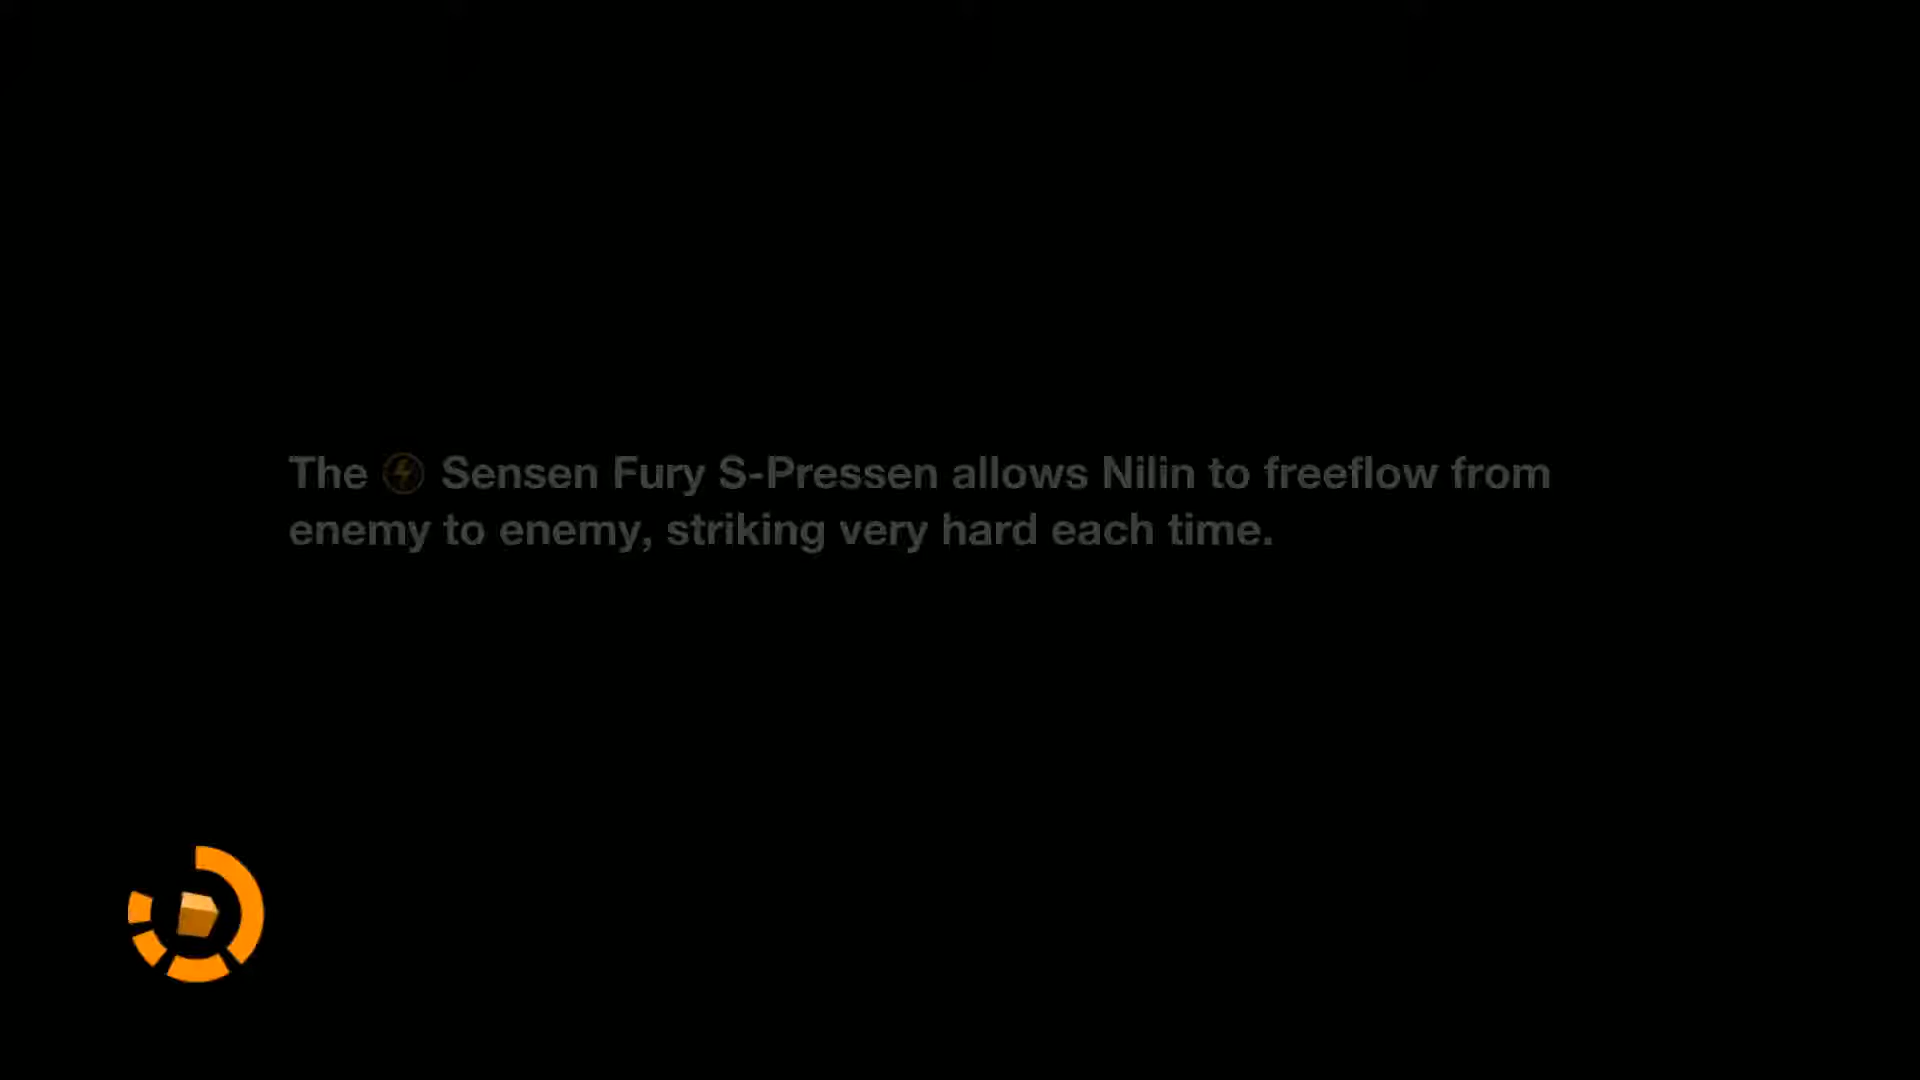 The Sensen Fury S-Pressen allows Nilin to freeflow from
enemy to enemy, striking very hard each time.